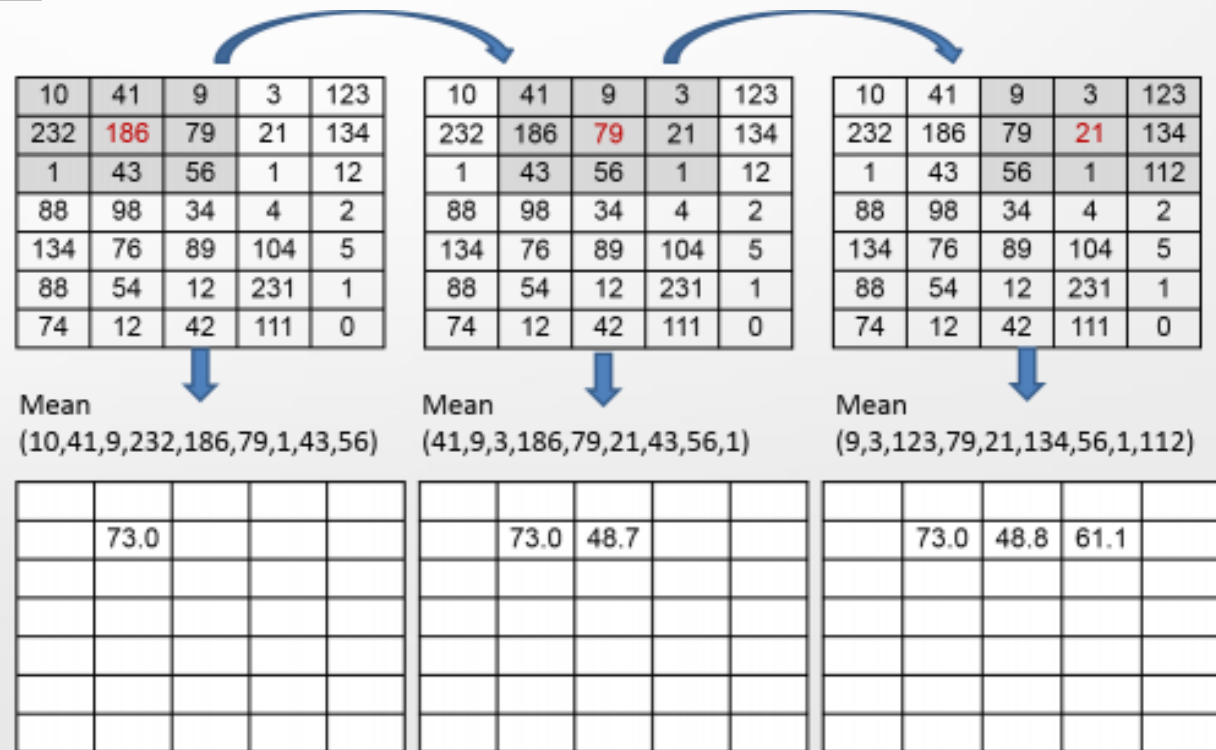 10 41 9 3 123
232 186 79 21 134
1 43 56 1 12
88 98 34 4 2
134 76 89 104 5
88 54 12 231 1
74 12 42 111 0
Mean
(10,41,9,232,186,79,1,43,56)
73.0
10 41 9 3 123
232 186 79 21 134
1 43 56 1 12
88 98 34 4 2
134 76 89 104 5
88 54 12 231 1
74 12 42 111 0
Mean
(41,9,3,186,79,21,43,56,1)
73.0 48.7
10 41 9 3 123
232 186 79 21 134
1 43 56 1 112
88 98 34 4 2
134 76 89 104 5
88 54 12 231 1
74 12 42 111 0
Mean
(9,3,123,79,21,134,56,1,112)
73.0 48.8 61.1